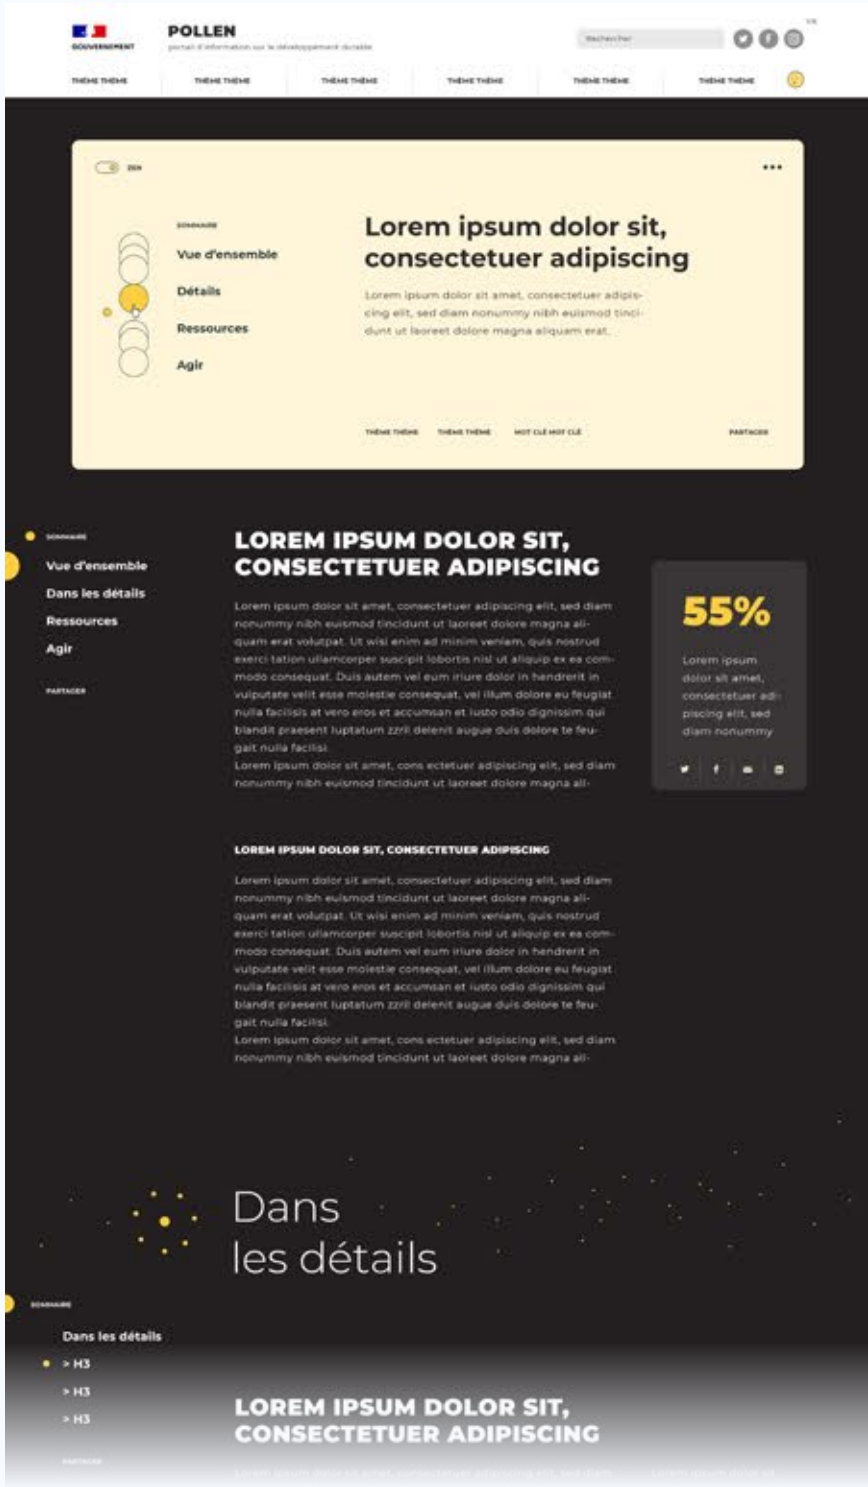 GOUVERNEMENT
POLLEN
portail d'information sur le développement durable
Rechercher
THÈME THÈME
THÈME THÈME
THÈME THÈME
THÈME THÈME
THÈME THÈME
THÈME THÈME
ZEN
SOMMAIRE
Vue d'ensemble
Détails
Ressources
Agir
Lorem ipsum dolor sit,
consectetuer adipiscing
Lorem ipsum dolor sit amet, consectetuer adipis-
cing elit, sed diam nonummy nibh euismod tinci-
dunt ut laoreet dolore magna aliquam erat.
THÈME THÈME
THÈME THÈME
MOT CLÉ MOT CLÉ
PARTAGER
SOMMAIRE
Vue d'ensemble
Dans les détails
Ressources
Agir
PARTAGER
LOREM IPSUM DOLOR SIT,
CONSECTETUER ADIPISCING
Lorem ipsum dolor sit amet, consectetuer adipiscing elit, sed diam
nonummy nibh euismod tincidunt ut laoreet dolore magna ali-
quam erat volutpat. Ut wisi enim ad minim veniam, quis nostrud
exerci tation ullamcorper suscipit lobortis nisl ut aliquip ex ea com-
modo consequat. Duis autem vel eum iriure dolor in hendrerit in
vulputate velit esse molestie consequat, vel illum dolore eu feugiat
nulla facilisis at vero eros et accumsan et iusto odio dignissim qui
blandit praesent luptatum zzril delenit augue duis dolore te feu-
gait nulla facilisi.
Lorem ipsum dolor sit amet, cons ectetuer adipiscing elit, sed diam
nonummy nibh euismod tincidunt ut laoreet dolore magna ali-
55%
Lorem ipsum
dolor sit amet,
consectetuer adi-
piscing elit, sed
diam nonummy
LOREM IPSUM DOLOR SIT, CONSECTETUER ADIPISCING
Lorem ipsum dolor sit amet, consectetuer adipiscing elit, sed diam
nonummy nibh euismod tincidunt ut laoreet dolore magna ali-
quam erat volutpat. Ut wisi enim ad minim veniam, quis nostrud
exerci tation ullamcorper suscipit lobortis nisl ut aliquip ex ea com-
modo consequat. Duis autem vel eum iriure dolor in hendrerit in
vulputate velit esse molestie consequat, vel illum dolore eu feugiat
nulla facilisis at vero eros et accumsan et iusto odio dignissim qui
blandit praesent luptatum zzril delenit augue duis dolore te feu-
gait nulla facilisi.
Lorem ipsum dolor sit amet, cons ectetuer adipiscing elit, sed diam
nonummy nibh euismod tincidunt ut laoreet dolore magna ali-
Dans
les détails
SOMMAIRE
Dans les détails
> H3
> H3
> H3
PARTAGER
LOREM IPSUM DOLOR SIT,
CONSECTETUER ADIPISCING
Lorem ipsum dolor sit amet, consectetuer adipiscing elit, sed diam
Lorem ipsum dolor sit